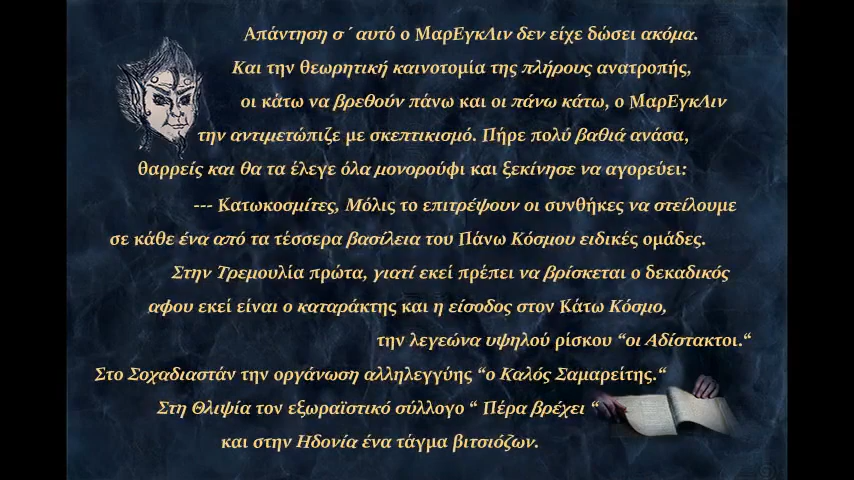 Απάντηση σ΄ αυτό ο ΜαρΕγκΛιν δεν είχε δώσει ακόμα.
Και την θεωρητική καινοτομία της πλήρους ανατροπής,
οι κάτω να βρεθούν πάνω και οι πάνω κάτω, ο ΜαρΕγκΛιν
την αντιμετώπιζε με σκεπτικισμό. Πήρε πολύ βαθιά ανάσα,
θαρρείς και θα τα έλεγε όλα μονορούφι και ξεκίνησε να αγορεύει:
--- Κατωκοσμίτες, Μόλις το επιτρέψουν οι συνθήκες να στείλουμε
σε κάθε ένα από τα τέσσερα βασίλεια του Πάνω Κόσμου ειδικές ομάδες.
Στην Τρεμουλία πρώτα, γιατί εκεί πρέπει να βρίσκεται ο δεκαδικός
αφου εκεί είναι ο καταράκτης και η είσοδος στον Κάτω Κόσμο,
την λεγεώνα υψηλού ρίσκου “οι Αδίστακτοι.“
Στο Σοχαδιαστάν την οργάνωση αλληλεγγύης “ο Καλός Σαμαρείτης.“
Στη Θλιψία τον εξωραϊστικό σύλλογο “ Πέρα βρέχει “
και στην Ηδονία ένα τάγμα βιτσιόζων.